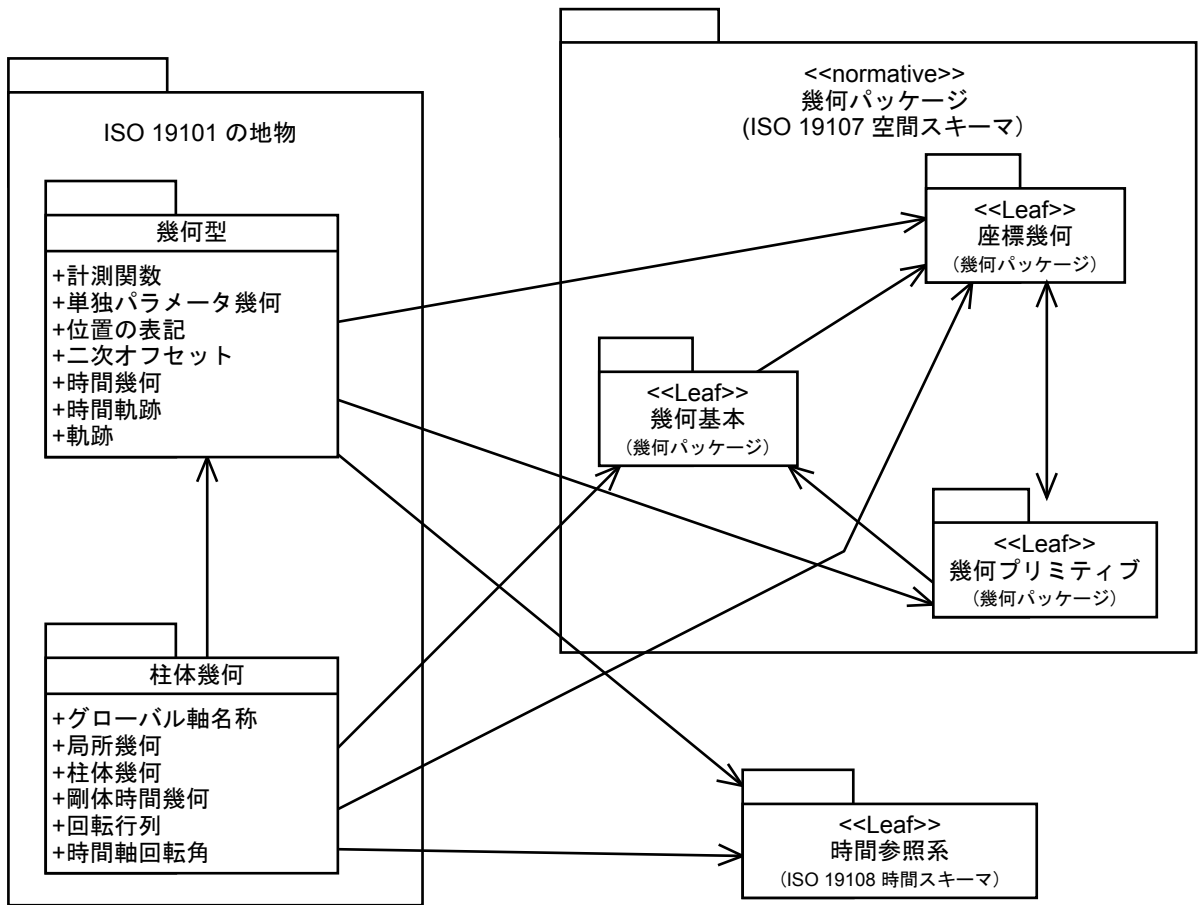 ISO 19101 の地物
幾何型
+計測関数
+単独パラメータ幾何
+位置の表記
+二次オフセット
+時間幾何
+時間軌跡
+軌跡
柱体幾何
+グローバル軸名称
+局所幾何
+柱体幾何
+剛体時間幾何
+回転行列
+時間軸回転角
<<normative>>
幾何パッケージ
(ISO 19107 空間スキーマ)
<<Leaf>>
座標幾何
(幾何パッケージ)
<<Leaf>>
幾何基本
(幾何パッケージ)
<<Leaf>>
幾何プリミティブ
(幾何パッケージ)
<<Leaf>>
時間参照系
(ISO 19108 時間スキーマ)